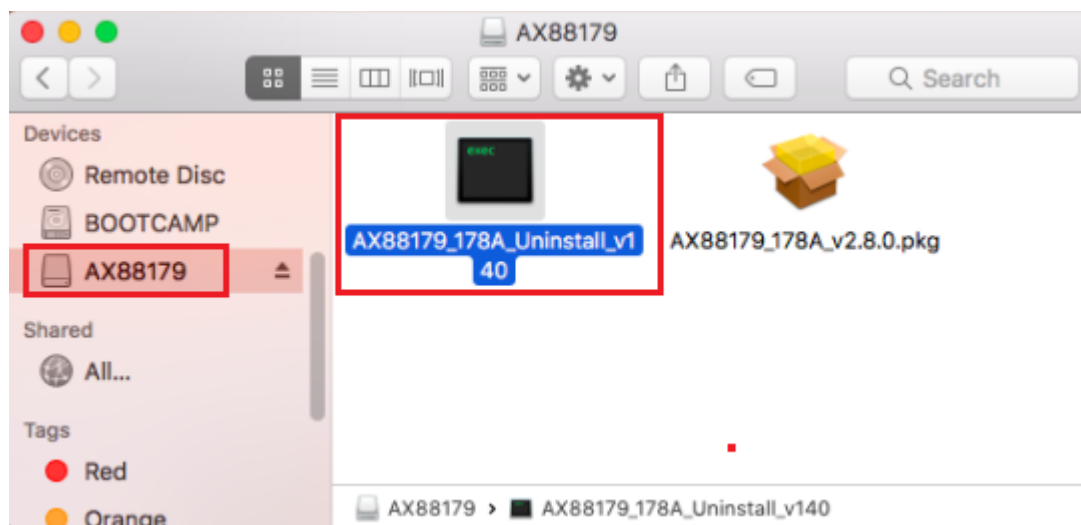 AX88179
Search
Devices
Remote Disc
BOOTCAMP
AX88179
Shared
All...
Tags
Red
Orange
exec
AX88179_178A_Uninstall_v1
40
AX88179_178A_v2.8.0.pkg
AX88179 › AX88179_178A_Uninstall_v140